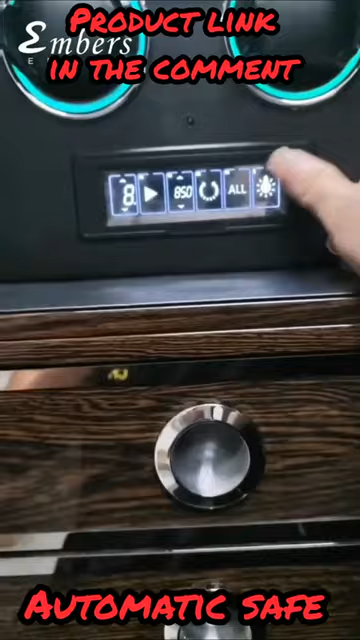 Product link
Embers
in the comment
8 850 ALL
Automatic safe